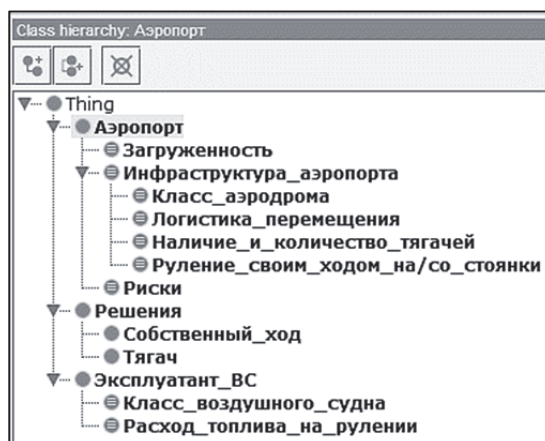 Class hierarchy: Аэропорт
Thing
Аэропорт
Загруженность
Инфраструктура_аэропорта
Класс_аэродрома
Логистика_перемещения
Наличие_и_количество_тягачей
Руление_своим_ходом_на/со_стоянки
Риски
Решения
Собственный_ход
Тягач
Эксплуатант_ВС
Класс_воздушного_судна
Расход_топлива_на_рулении